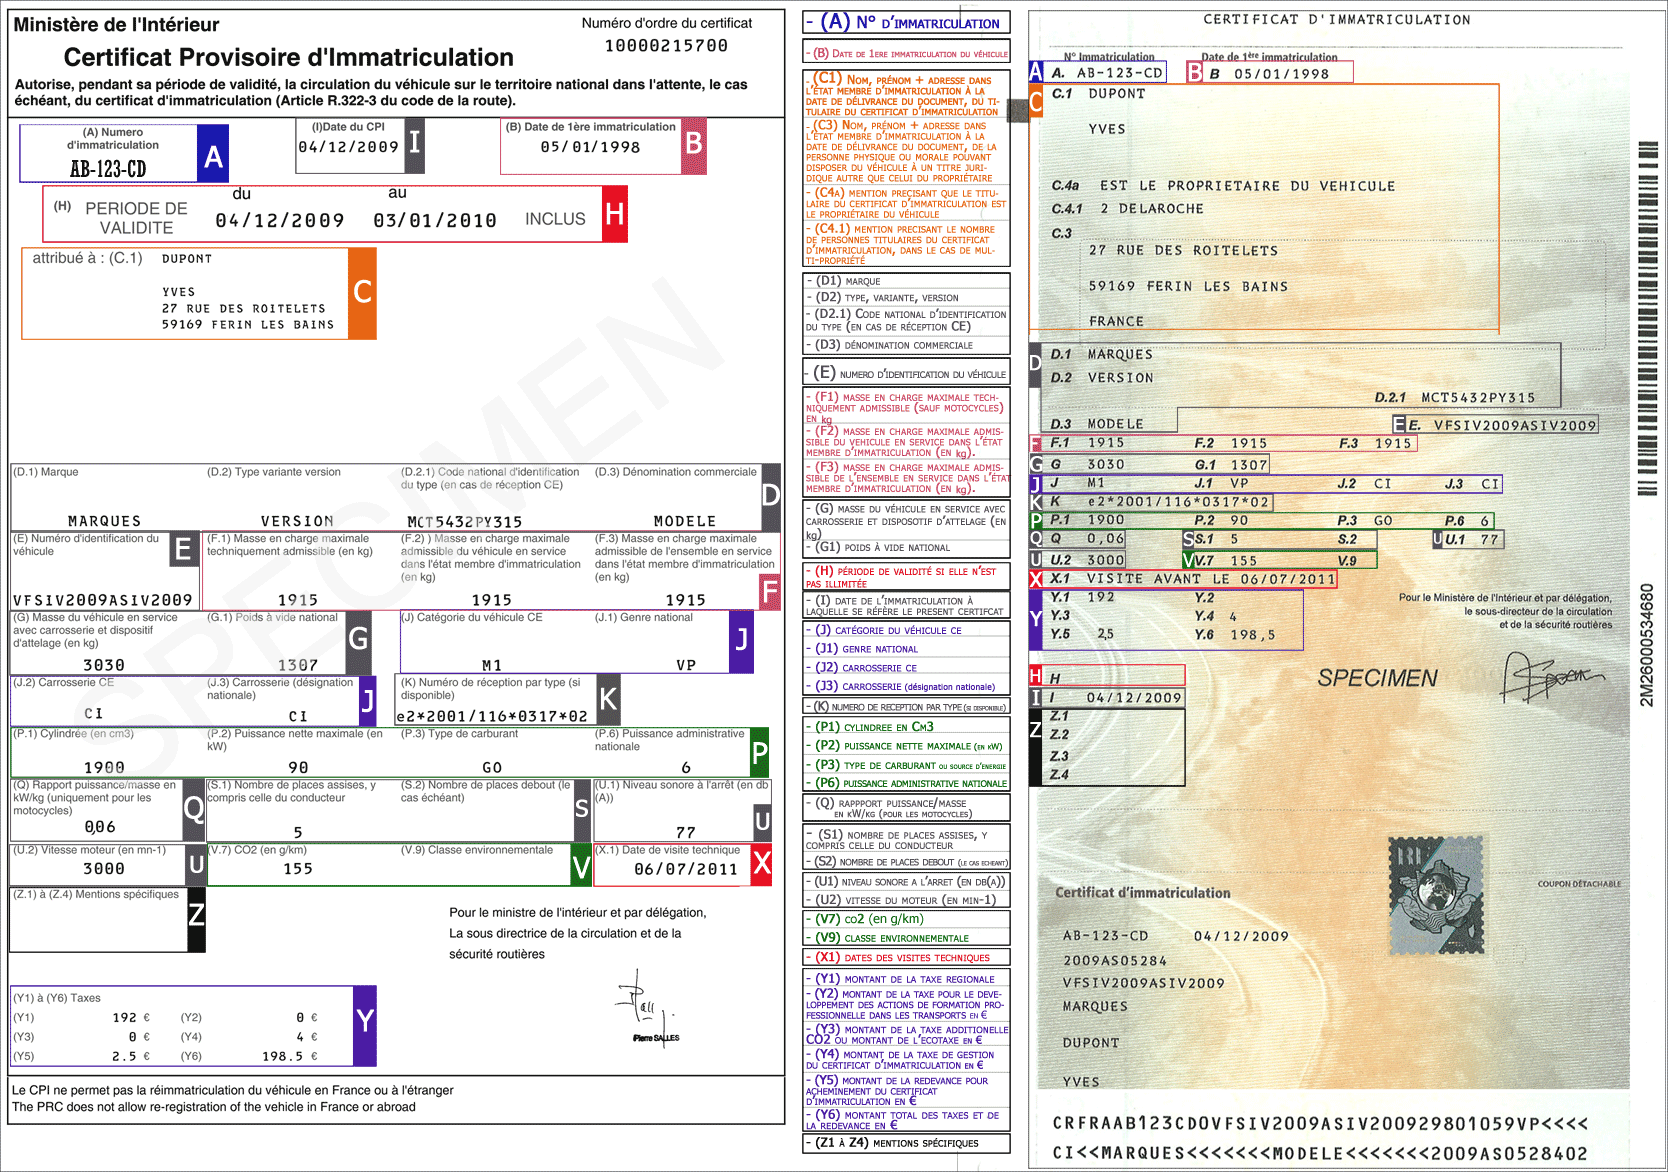 Ministère de l'Intérieur
Certificat Provisoire d'Immatriculation
Numéro d'ordre du certificat
10000215700
Autorise, pendant sa période de validité, la circulation du véhicule sur le territoire national dans l'attente, le cas
échéant, du certificat d'immatriculation (Article R.322-3 du code de la route).
(A) Numero
d'immatriculation
AB-123-CD
A
(I)Date du CPI
04/12/2009
I
(B) Date de 1ère immatriculation
05/01/1998
B
(H) PERIODE DE
VALIDITE
du
04/12/2009
au
03/01/2010
INCLUS
H
attribué à : (C.1) DUPONT
YVES
27 RUE DES ROITELETS
59169 FERIN LES BAINS
C
SPECIMEN
(D.1) Marque
MARQUES
(D.2) Type variante version
VERSION
(D.2.1) Code national d'identification
du type (en cas de réception CE)
MCT5432PY315
(D.3) Dénomination commerciale
MODELE
D
(E) Numéro d'identification du
véhicule
VFSIV2009ASIV2009
E
(F.1) Masse en charge maximale
techniquement admissible (en kg)
1915
(F.2) ) Masse en charge maximale
admissible du véhicule en service
dans l'état membre d'immatriculation
(en kg)
1915
(F.3) Masse en charge maximale
admissible de l'ensemble en service
dans l'état membre d'immatriculation
(en kg)
1915
F
(G) Masse du véhicule en service
avec carrosserie et dispositif
d'attelage (en kg)
3030
(G.1) Poids à vide national
1307
G
(J) Catégorie du véhicule CE
M1
(J.1) Genre national
VP
J
(J.2) Carrosserie CE
CI
(J.3) Carrosserie (désignation
nationale)
CI
J
(K) Numéro de réception par type (si
disponible)
e2*2001/116*0317*02
K
(P.1) Cylindrée (en cm3)
1900
(P.2) Puissance nette maximale (en
kW)
90
(P.3) Type de carburant
GO
(P.6) Puissance administrative
nationale
6
P
(Q) Rapport puissance/masse en
kW/kg (uniquement pour les
motocycles)
0,06
Q
(S.1) Nombre de places assises, y
compris celle du conducteur
5
(S.2) Nombre de places debout (le
cas échéant)
S
(U.1) Niveau sonore à l'arrêt (en db
(A))
77
U
(U.2) Vitesse moteur (en mn-1)
3000
U
(V.7) CO2 (en g/km)
155
(V.9) Classe environnementale
V
(X.1) Date de visite technique
06/07/2011
X
(Z.1) à (Z.4) Mentions spécifiques
Z
Pour le ministre de l'intérieur et par délégation,
La sous directrice de la circulation et de la
sécurité routières
Pierre SALLES
(Y1) à (Y6) Taxes
(Y1) 192 € (Y2) 0 €
(Y3) 0 € (Y4) 4 €
(Y5) 2.5 € (Y6) 198.5 €
Y
Le CPI ne permet pas la réimmatriculation du véhicule en France ou à l'étranger
The PRC does not allow re-registration of the vehicle in France or abroad
- (A) N° D'IMMATRICULATION
- (B) DATE DE 1ERE IMMATRICULATION DU VÉHICULE
- (C1) NOM, PRÉNOM + ADRESSE DANS
L'ÉTAT MEMBRE D'IMMATRICULATION À LA
DATE DE DÉLIVRANCE DU DOCUMENT, DU TI-
TULAIRE DU CERTIFICAT D'IMMATRICULATION
- (C3) NOM, PRÉNOM + ADRESSE DANS
L'ÉTAT MEMBRE D'IMMATRICULATION À LA
DATE DE DÉLIVRANCE DU DOCUMENT, DE LA
PERSONNE PHYSIQUE OU MORALE POUVANT
DISPOSER DU VÉHICULE À UN TITRE JURI-
DIQUE AUTRE QUE CELUI DU PROPRIÉTAIRE
- (C4A) MENTION PREÇISANT QUE LE TITU-
LAIRE DU CERTIFICAT D'IMMATRICULATION EST
LE PROPRIÉTAIRE DU VÉHICULE
- (C4.1) MENTION PRECISANT LE NOMBRE
DE PERSONNES TITULAIRES DU CERTIFICAT
D'IMMATRICULATION, DANS LE CAS DE MUL-
TI-PROPRIÉTÉ
- (D1) MARQUE
- (D2) TYPE, VARIANTE, VERSION
- (D2.1) CODE NATIONAL D'IDENTIFICATION
DU TYPE (EN CAS DE RÉCEPTION CE)
- (D3) DÉNOMINATION COMMERCIALE
- (E) NUMERO D'IDENTIFICATION DU VÉHICULE
- (F1) MASSE EN CHARGE MAXIMALE TECH-
NIQUEMENT ADMISSIBLE (SAUF MOTOCYCLES)
EN kg
- (F2) MASSE EN CHARGE MAXIMALE ADMIS-
SIBLE DU VEHICULE EN SERVICE DANS L'ÉTAT
MEMBRE D'IMMATRICULATION (EN kg).
- (F3) MASSE EN CHARGE MAXIMALE ADMIS-
SIBLE DE L'ENSEMBLE EN SERVICE DANS L'ÉTAT
MEMBRE D'IMMATRICULATION (EN kg).
- (G) MASSE DU VÉHICULE EN SERVICE AVEC
CARROSSERIE ET DISPOSOTIF D'ATTELAGE (EN
kg)
- (G1) POIDS À VIDE NATIONAL
- (H) PÉRIODE DE VALIDITÉ SI ELLE N'EST
PAS ILLIMITÉE
- (I) DATE DE L'IMMATRICULATION À
LAQUELLE SE RÉFÈRE LE PRESENT CERTIFCAT
- (J) CATÉGORIE DU VÉHICULE CE
- (J1) GENRE NATIONAL
- (J2) CARROSSERIE CE
- (J3) CARROSSERIE (désignation nationale)
- (K) NUMERO DE RECEPTION PAR TYPE (SI DISPONIBLE)
- (P1) CYLINDREE EN CM3
- (P2) PUISSANCE NETTE MAXIMALE (EN KW)
- (P3) TYPE DE CARBURANT OU SOURCE D'ÉNERGIE
- (P6) PUISSANCE ADMINISTRATIVE NATIONALE
- (Q) RAPPPORT PUISSANCE/MASSE
EN KW/KG (POUR LES MOTOCYCLES)
- (S1) NOMBRE DE PLACES ASSISES, Y
COMPRIS CELLE DU CONDUCTEUR
- (S2) NOMBRE DE PLACES DEBOUT (LE CAS ECHEANT)
- (U1) NIVEAU SONORE A L'ARRET (EN DB(A))
- (U2) VITESSE DU MOTEUR (EN MIN-1)
- (V7) CO2 (en g/km)
- (V9) CLASSE ENVIRONNEMENTALE
- (X1) DATES DES VISITES TECHNIQUES
- (Y1) MONTANT DE LA TAXE REGIONALE
- (Y2) MONTANT DE LA TAXE POUR LE DEVE-
LOPPEMENT DES ACTIONS DE FORMATION PRO-
FESSIONNELLE DANS LES TRANSPORTS EN €
- (Y3) MONTANT DE LA TAXE ADDITIONELLE
CO2 OU MONTANT DE L'ECOTAXE EN €
- (Y4) MONTANT DE LA TAXE DE GESTION
DU CERTIFICAT D'IMMATRICULATION EN €
- (Y5) MONTANT DE LA REDEVANCE POUR
ACHEMINEMENT DU CERTIFICAT
D'IMMATRICULATION EN €
- (Y6) MONTANT TOTAL DES TAXES ET DE
LA REDEVANCE EN €
- (Z1 À Z4) MENTIONS SPÉCIFIQUES
CERTIFICAT D'IMMATRICULATION
N° Immatriculation
Date de 1ère immatriculation
A A. AB-123-CD B B 05/01/1998
C C.1 DUPONT
YVES
C.4a EST LE PROPRIETAIRE DU VEHICULE
C.4.1 2 DELAROCHE
C.3
27 RUE DES ROITELETS
59169 FERIN LES BAINS
FRANCE
D D.1 MARQUES
D.2 VERSION
D.2.1 MCT5432PY315
D.3 MODELE E E. VFSIV2009ASIV2009
F F.1 1915 F.2 1915 F.3 1915
G G 3030 G.1 1307
J J M1 J.1 VP J.2 CI J.3 CI
K K e2*2001/116*0317*02
P P.1 1900 P.2 90 P.3 GO P.6 6
Q Q 0,06 S S.1 5 S.2 U U.1 77
U U.2 3000 V V.7 155 V.9
X X.1 VISITE AVANT LE 06/07/2011
Y Y.1 192 Y.2
Y.3 Y.4 4
Y.5 2,5 Y.6 198,5
Pour le Ministre de l'Intérieur et par délégation,
le sous-directeur de la circulation
et de la sécurité routières
SPECIMEN
H H
I I 04/12/2009
Z Z.1
Z.2
Z.3
Z.4
2M26000534680
Certificat d'immatriculation
COUPON DÉTACHABLE
AB-123-CD 04/12/2009
2009AS05284
VFSIV2009ASIV2009
MARQUES
DUPONT
YVES
CRFRAAB123CD0VFSIV2009ASIV200929801059VP<<<<
CI<<MARQUES<<<<<<<MODELE<<<<<<<2009AS0528402